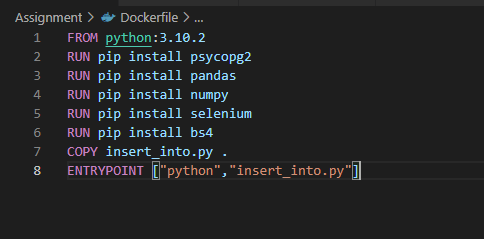 Assignment > Dockerfile > ...
1 FROM python:3.10.2
2 RUN pip install psycopg2
3 RUN pip install pandas
4 RUN pip install numpy
5 RUN pip install selenium
6 RUN pip install bs4
7 COPY insert_into.py .
8 ENTRYPOINT ["python","insert_into.py"]